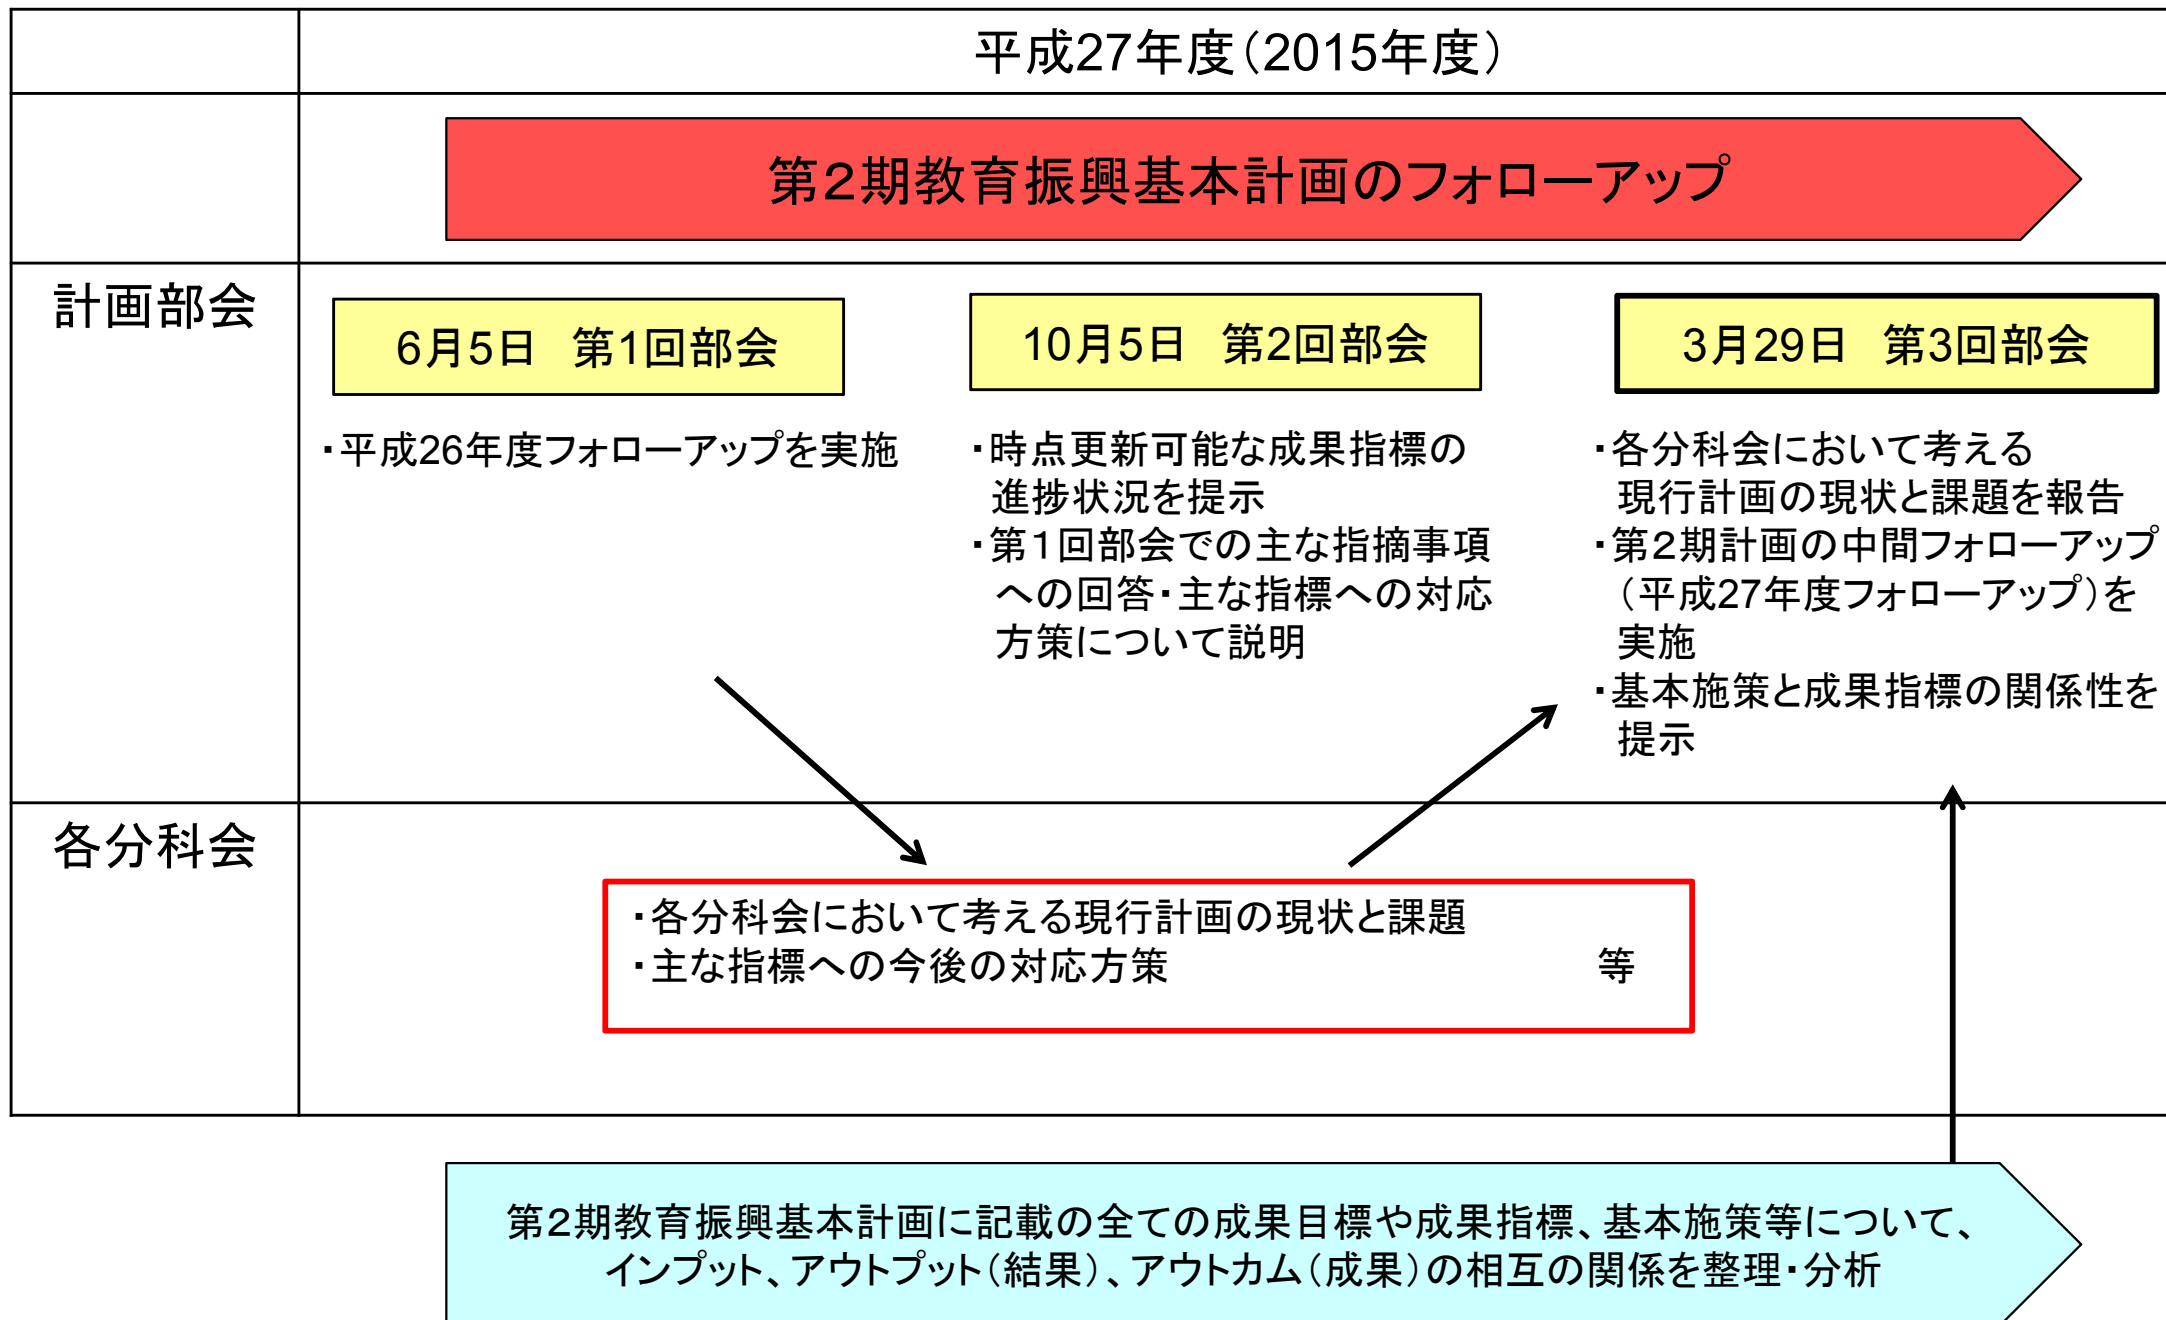 平成27年度（2015年度）
第２期教育振興基本計画のフォローアップ
計画部会
6月5日　第1回部会
・平成26年度フォローアップを実施
10月5日　第2回部会
・時点更新可能な成果指標の
進捗状況を提示
・第１回部会での主な指摘事項
への回答・主な指標への対応
方策について説明
3月29日　第3回部会
・各分科会において考える
現行計画の現状と課題を報告
・第２期計画の中間フォローアップ
（平成27年度フォローアップ）を
実施
・基本施策と成果指標の関係性を
提示
各分科会
・各分科会において考える現行計画の現状と課題
・主な指標への今後の対応方策　　　　　　　　　　　等
第２期教育振興基本計画に記載の全ての成果目標や成果指標、基本施策等について、
インプット、アウトプット（結果）、アウトカム（成果）の相互の関係を整理・分析